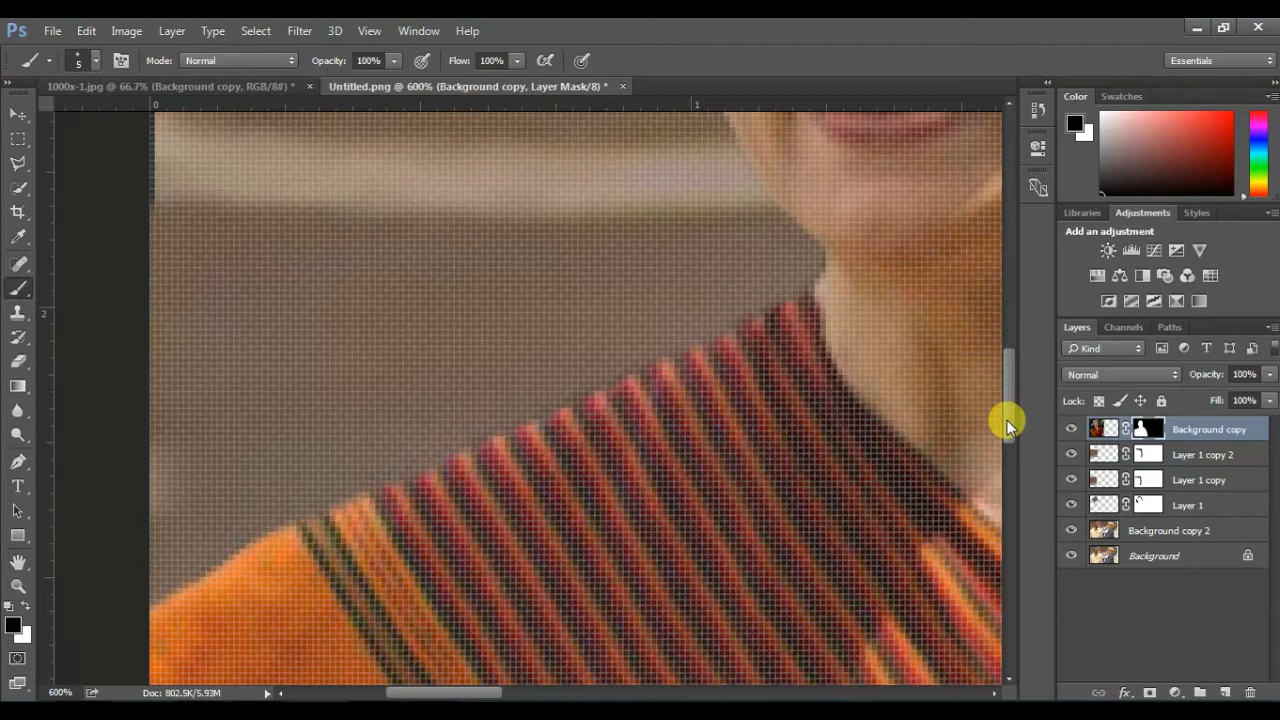 Ps File Edit Image Layer Type Select Filter 3D View Window Help
5 Mode: Normal Opacity: 100% Flow: 100% Essentials
1000x-1.jpg @ 66.7% (Background copy, RGB/8#) * × Untitled.png @ 600% (Background copy, Layer Mask/8) * ×
0 1
2
Color Swatches
Libraries Adjustments Styles
Add an adjustment
Layers Channels Paths
Kind
Normal Opacity: 100%
Lock: Fill: 100%
Background copy
Layer 1 copy 2
Layer 1 copy
Layer 1
Background copy 2
Background
600% Doc: 802.5K/5.93M